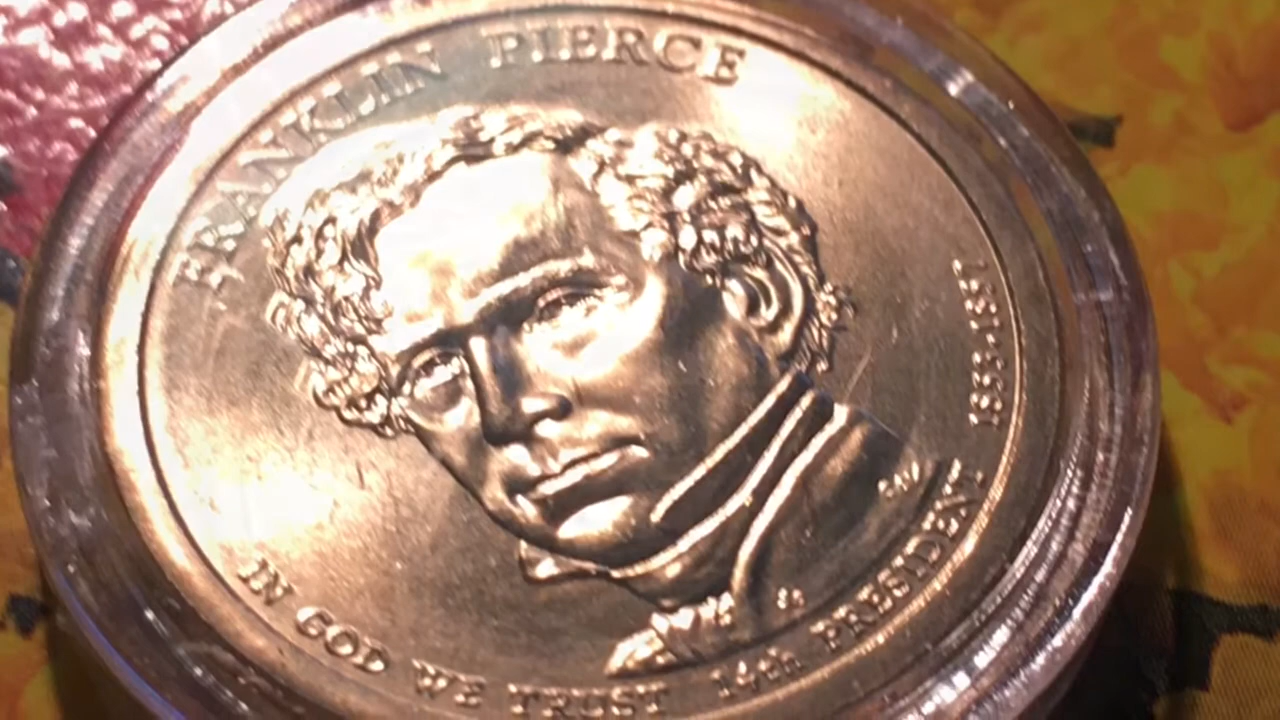 FRANKLIN PIERCE
IN GOD WE TRUST
14th PRESIDENT
1853-1857